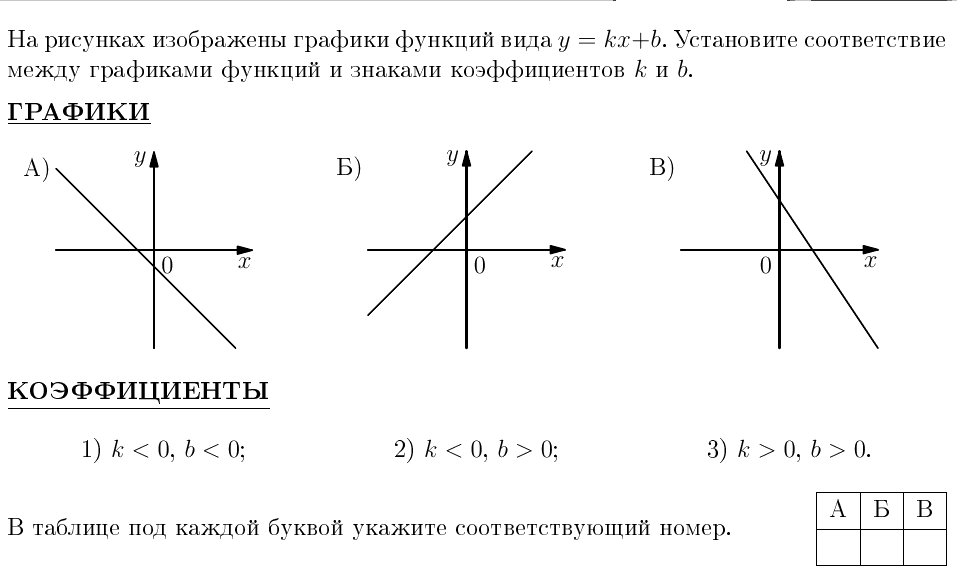 На рисунках изображены графики функций вида y = kx+b. Установите соответствие
между графиками функций и знаками коэффициентов k и b.
ГРАФИКИ
А) y 0 x
Б) y 0 x
В) y 0 x
КОЭФФИЦИЕНТЫ
1) k < 0, b < 0; 2) k < 0, b > 0; 3) k > 0, b > 0.
В таблице под каждой буквой укажите соответствующий номер.
А Б В